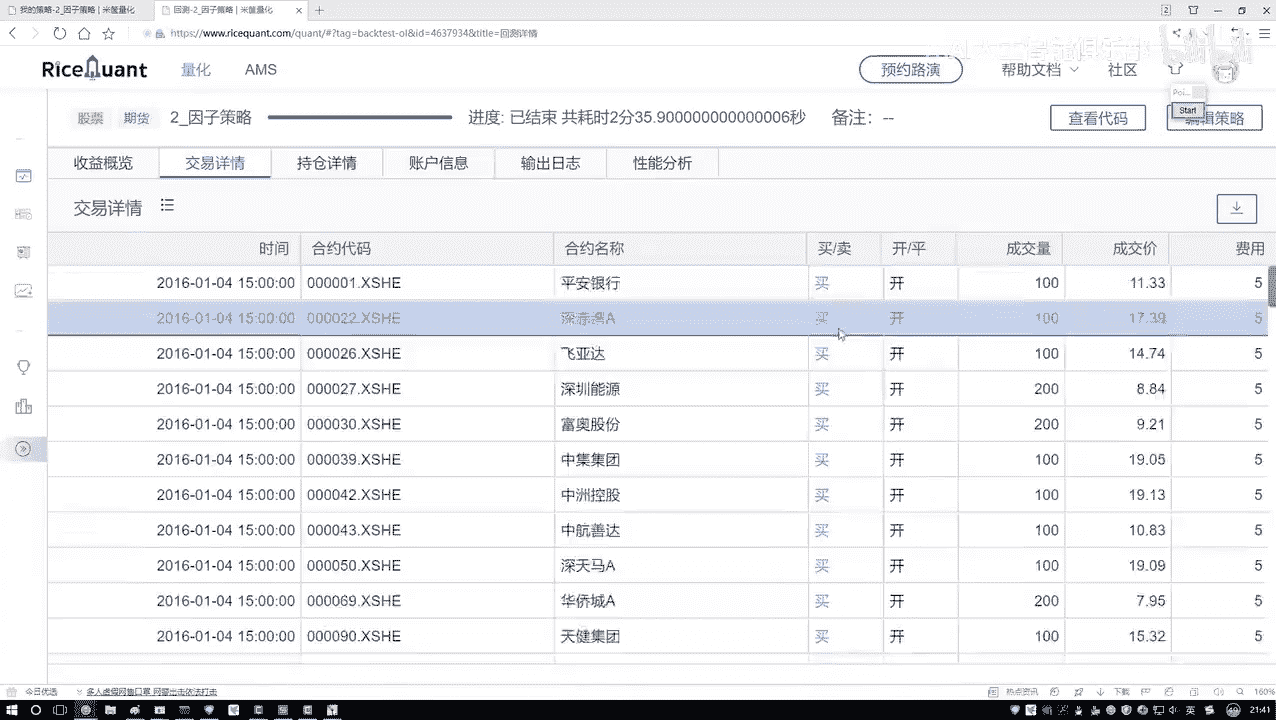 我的策略-2_因子策略 | 米筐量化
回测-2_因子策略 | 米筐量化
https://www.ricequant.com/quant/#?tag=backtest-ol&id=4637934&title=回测详情
RiceQuant 量化 AMS 预约路演 帮助文档 社区
股票 期货 2_因子策略 进度: 已结束 共耗时2分35.900000000000006秒 备注: -- 查看代码 编辑策略
Poi...
Start
收益概览 交易详情 持仓详情 账户信息 输出日志 性能分析
交易详情
时间 合约代码 合约名称 买/卖 开/平 成交量 成交价 费用
2016-01-04 15:00:00 000001.XSHE 平安银行 买 开 100 11.33 5
2016-01-04 15:00:00 000022.XSHE 深赤湾A 买 开 100 17.39 5
2016-01-04 15:00:00 000026.XSHE 飞亚达 买 开 100 14.74 5
2016-01-04 15:00:00 000027.XSHE 深圳能源 买 开 200 8.84 5
2016-01-04 15:00:00 000030.XSHE 富奥股份 买 开 200 9.21 5
2016-01-04 15:00:00 000039.XSHE 中集集团 买 开 100 19.05 5
2016-01-04 15:00:00 000042.XSHE 中洲控股 买 开 100 19.13 5
2016-01-04 15:00:00 000043.XSHE 中航善达 买 开 100 10.83 5
2016-01-04 15:00:00 000050.XSHE 深天马A 买 开 100 19.09 5
2016-01-04 15:00:00 000069.XSHE 华侨城A 买 开 200 7.95 5
2016-01-04 15:00:00 000090.XSHE 天健集团 买 开 100 15.32 5
今日优选 多人虚假网售口罩 网警出击依法打击 热点资讯 下载 160%
英 21:41